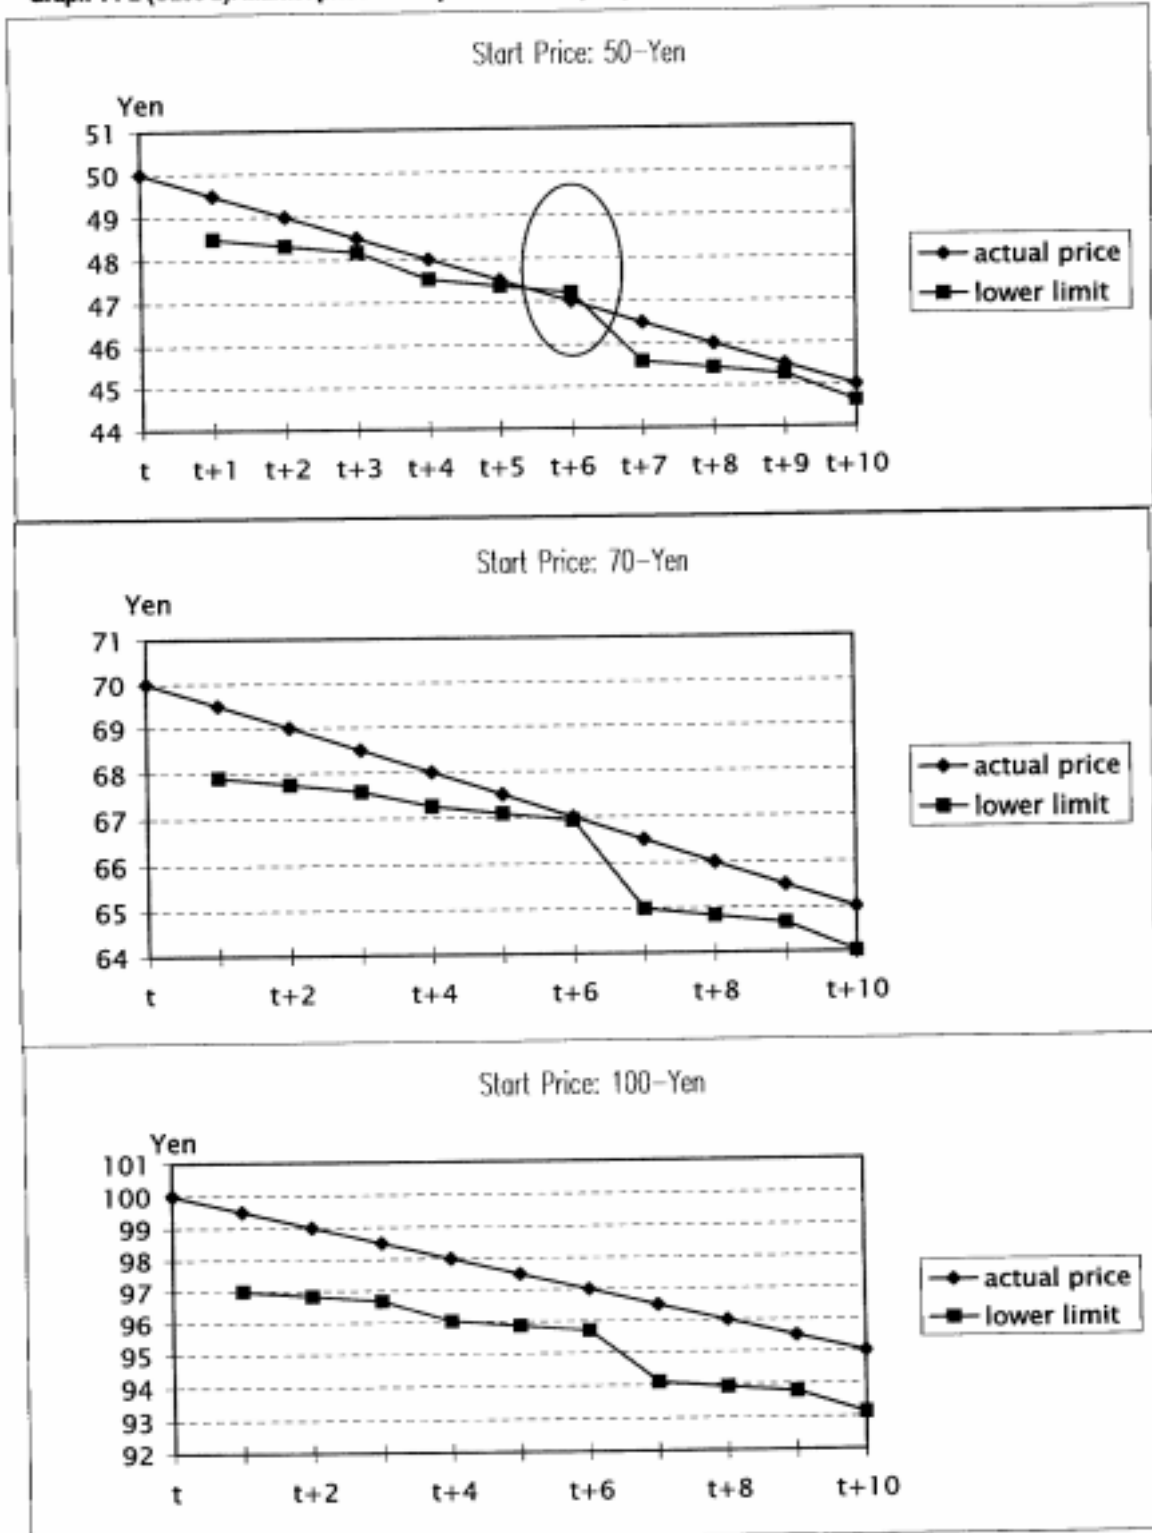 Start Price: 50-Yen
Yen
51
50
49
48
47
46
45
44
t t+1 t+2 t+3 t+4 t+5 t+6 t+7 t+8 t+9 t+10
actual price
lower limit
Start Price: 70-Yen
Yen
71
70
69
68
67
66
65
64
t t+2 t+4 t+6 t+8 t+10
actual price
lower limit
Start Price: 100-Yen
Yen
101
100
99
98
97
96
95
94
93
92
t t+2 t+4 t+6 t+8 t+10
actual price
lower limit